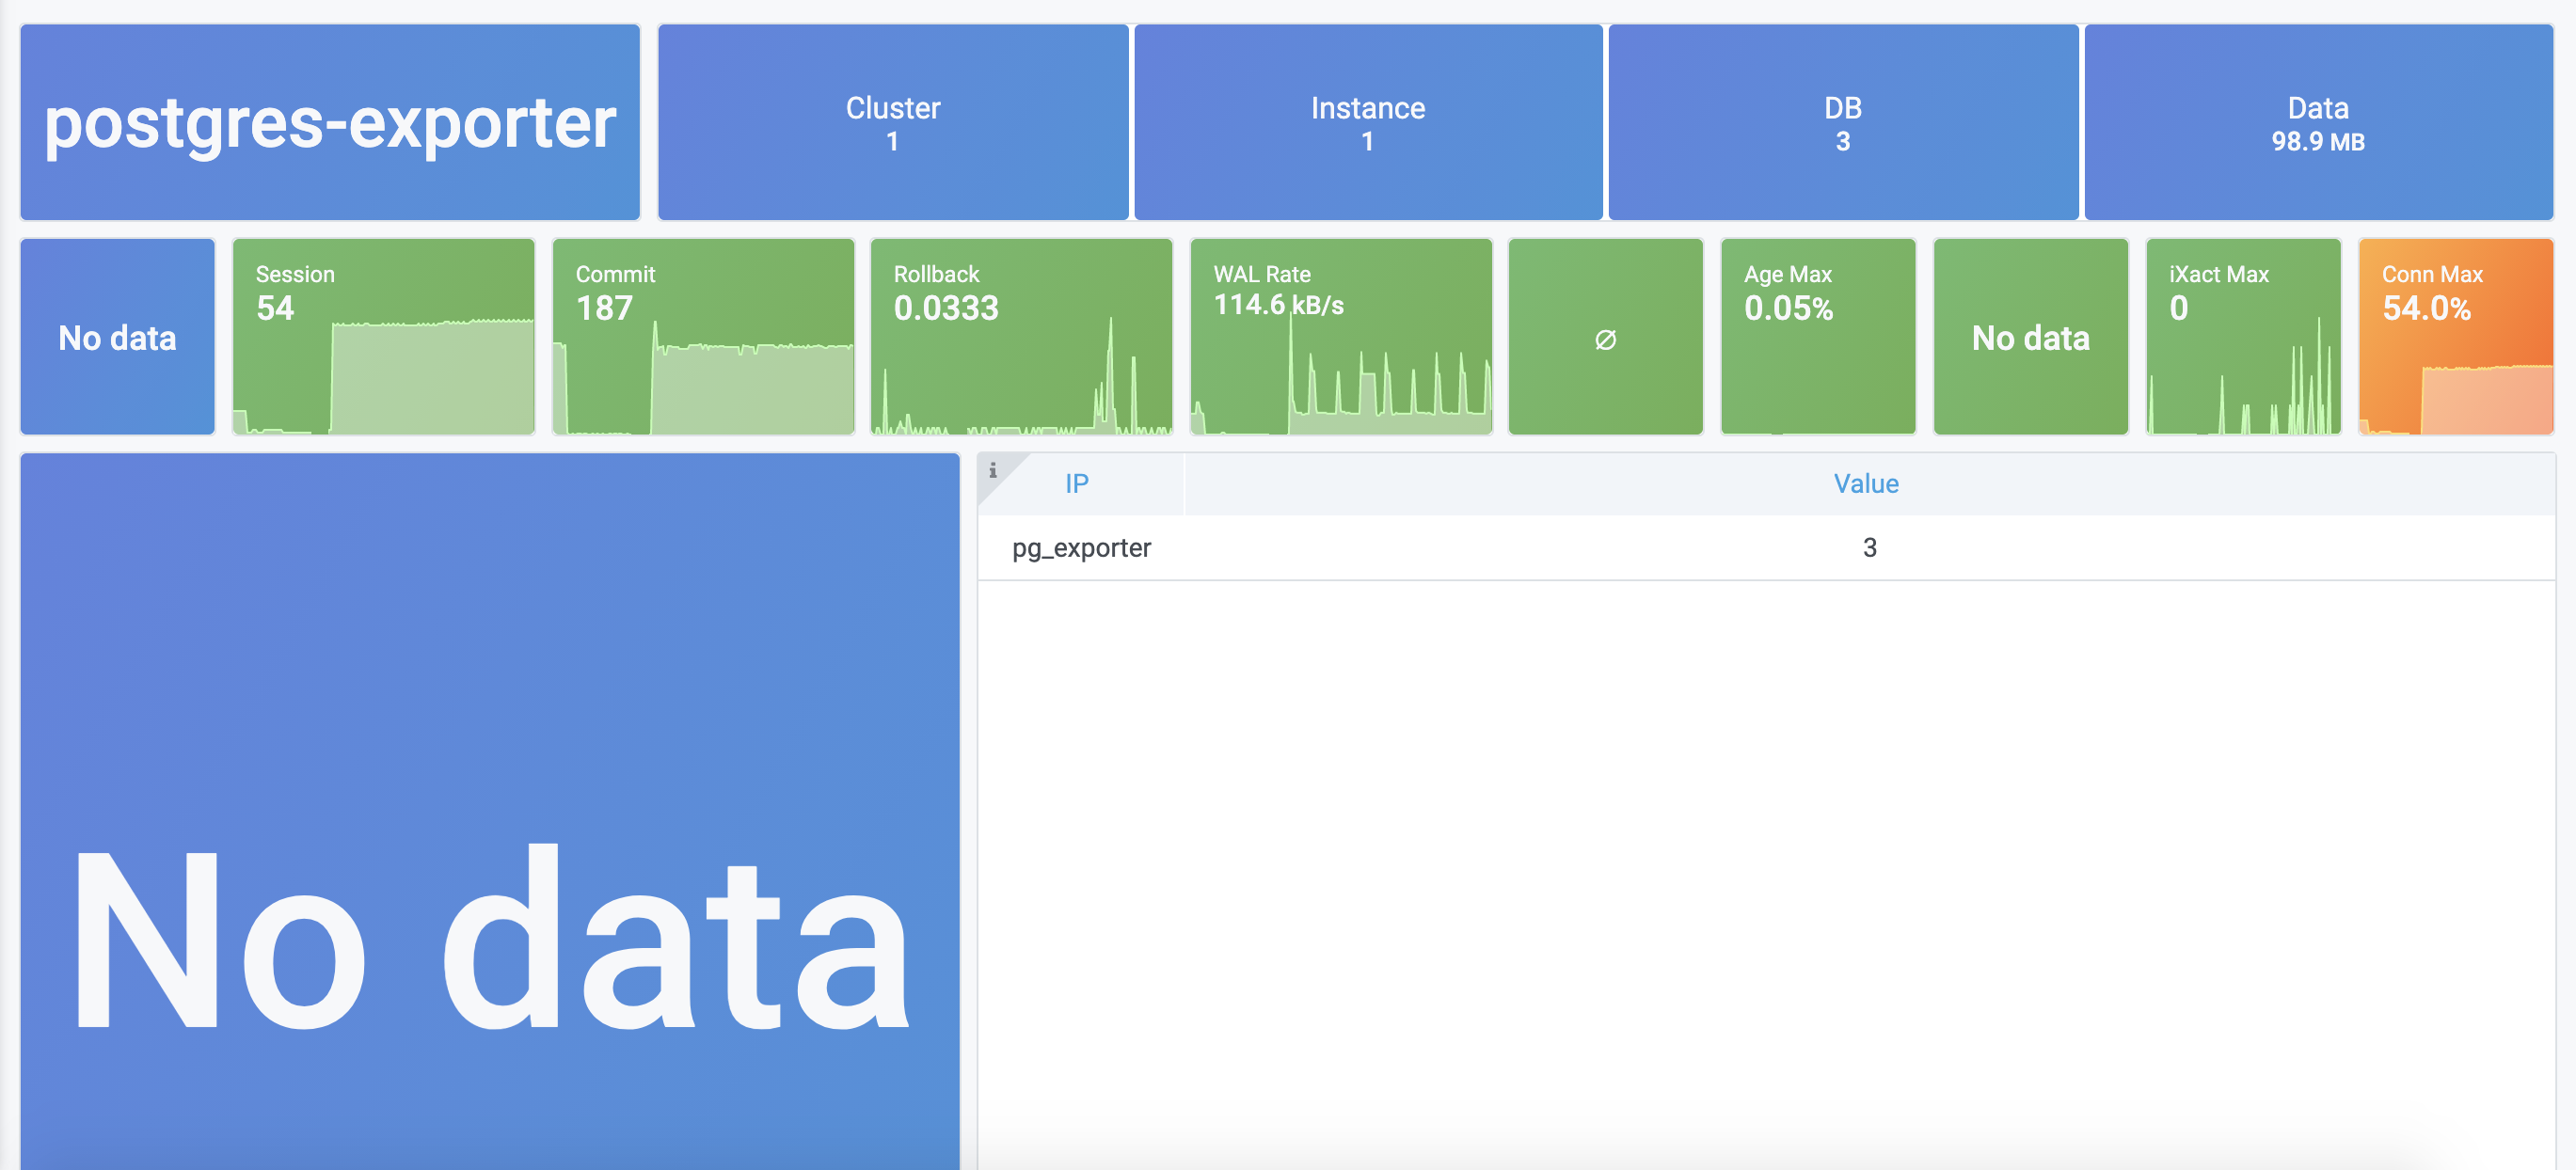 postgres-exporter
Cluster
1
Instance
1
DB
3
Data
98.9 MB
No data
Session
54
Commit
187
Rollback
0.0333
WAL Rate
114.6 kB/s
∅
Age Max
0.05%
No data
iXact Max
0
Conn Max
54.0%
No data
i
IP
Value
pg_exporter
3